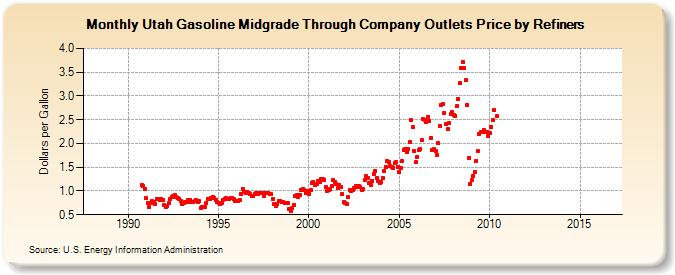 Monthly Utah Gasoline Midgrade Through Company Outlets Price by Refiners
Dollars per Gallon
4.0
3.5
3.0
2.5
2.0
1.5
1.0
0.5
1990 1995 2000 2005 2010 2015
Source: U.S. Energy Information Administration